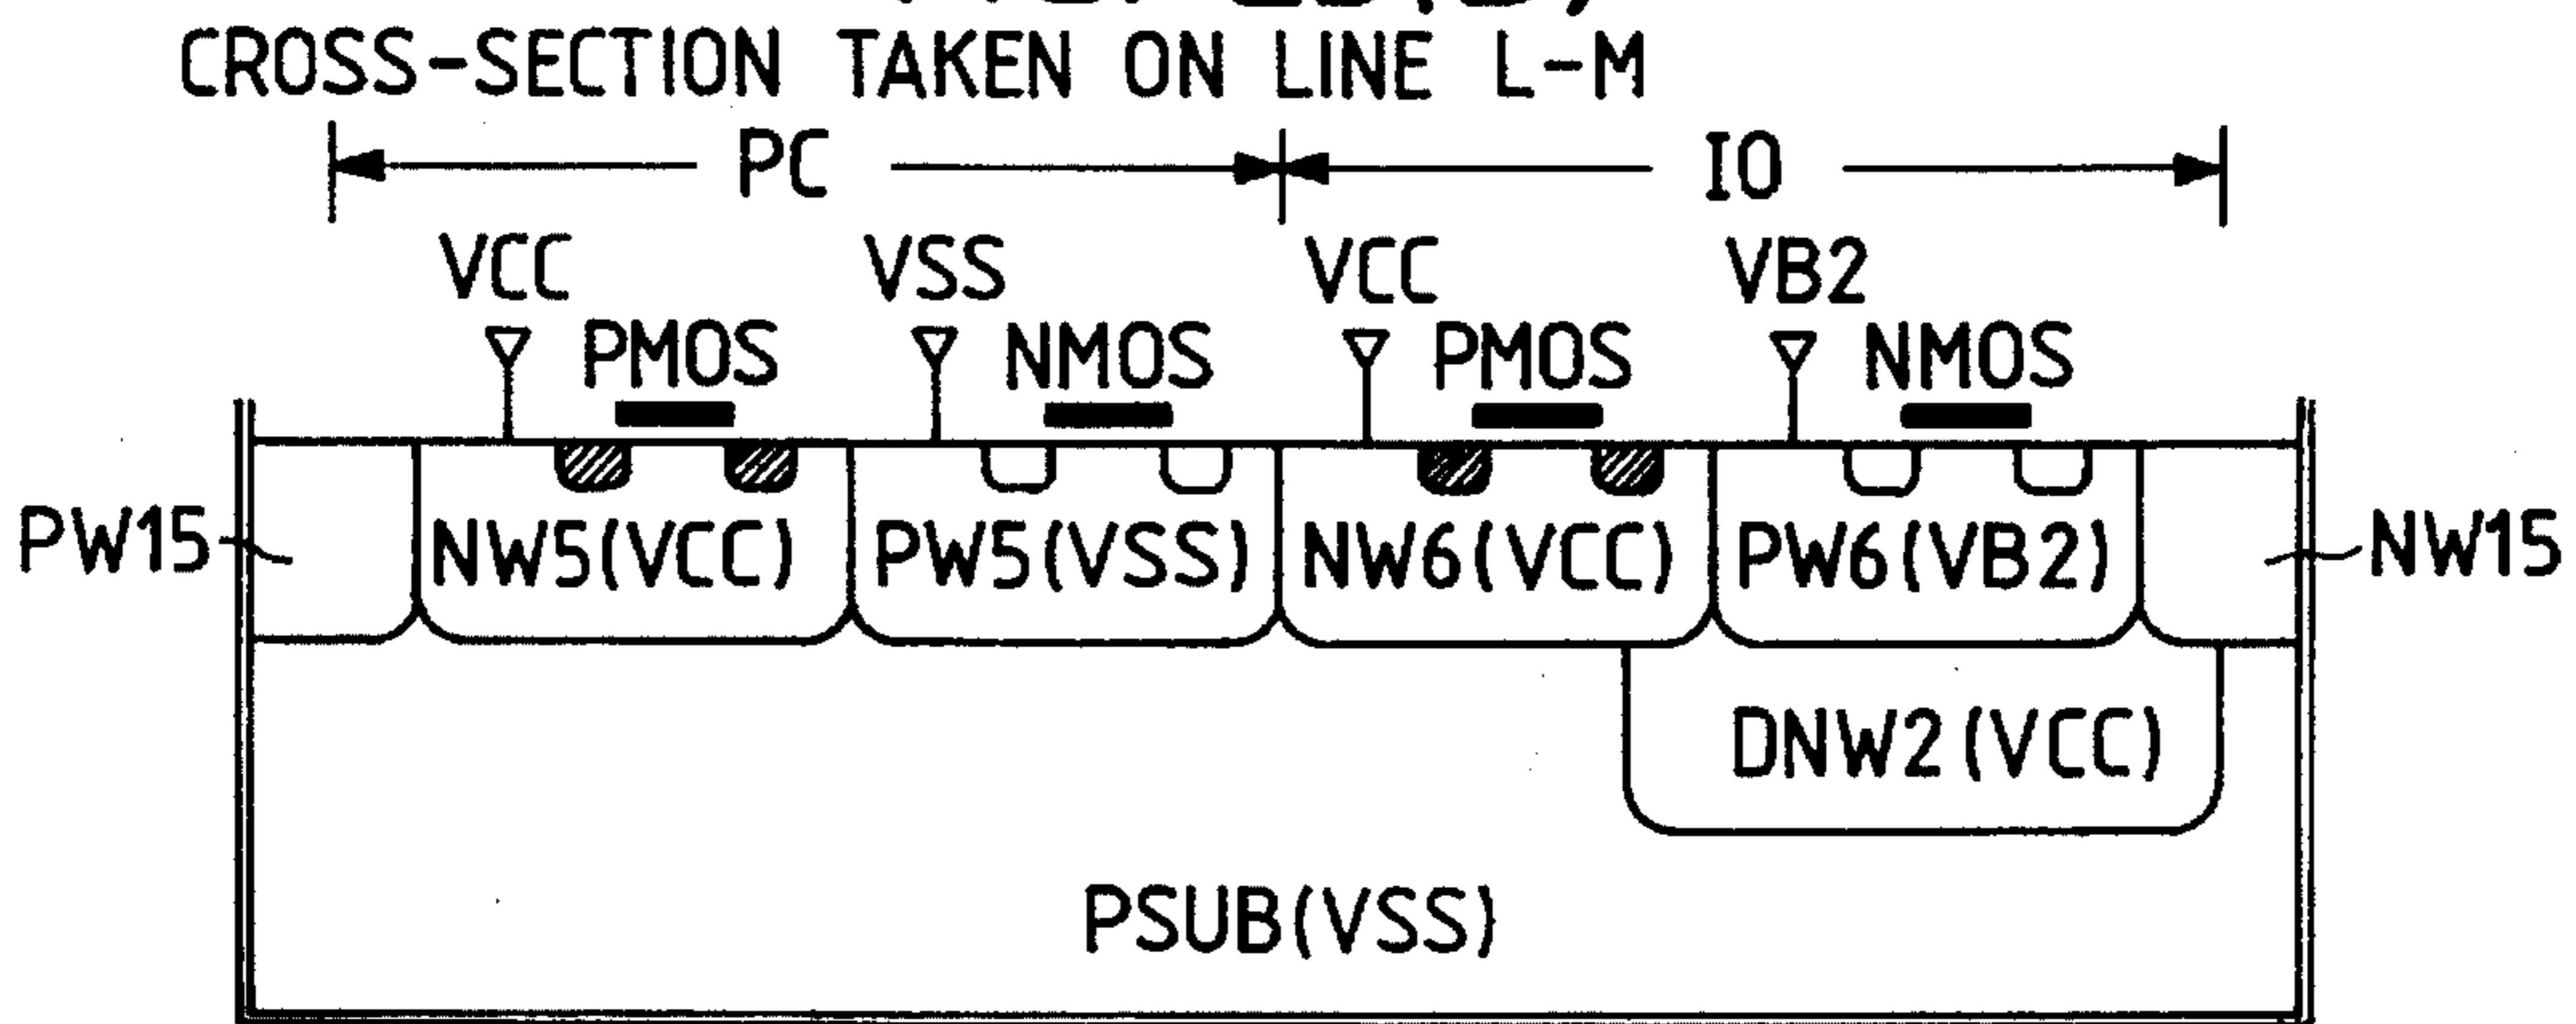 CROSS-SECTION TAKEN ON LINE L-M
PC IO
VCC VSS VCC VB2
PMOS NMOS PMOS NMOS
PW15 NW5(VCC) PW5(VSS) NW6(VCC) PW6(VB2) NW15
DNW2(VCC)
PSUB(VSS)